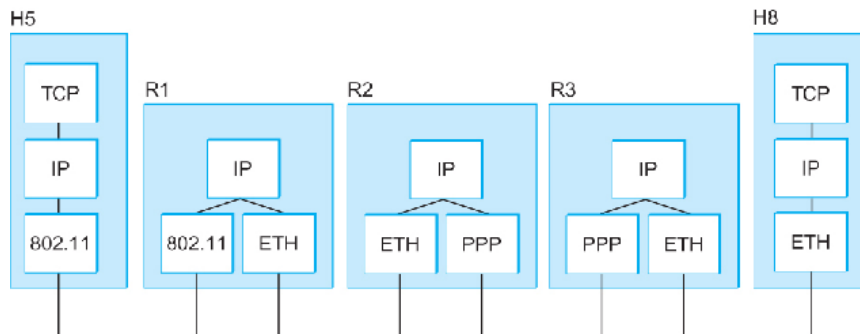 H5
H8
R1
R2
R3
TCP
TCP
IP
IP
IP
IP
IP
802.11
802.11
ETH
ETH
PPP
PPP
ETH
ETH